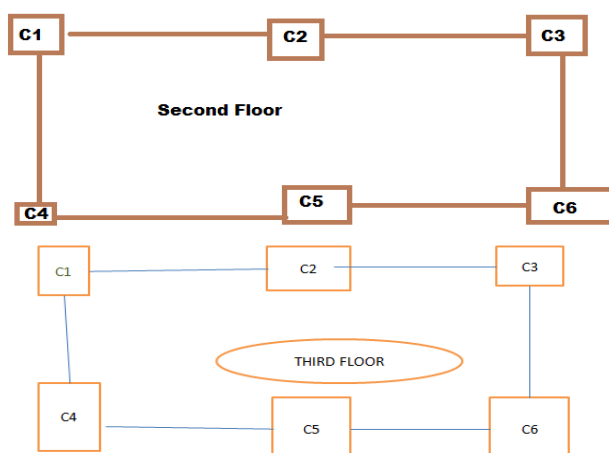 C1 C2 C3
Second Floor
C4 C5 C6
C1 C2 C3
THIRD FLOOR
C4 C5 C6